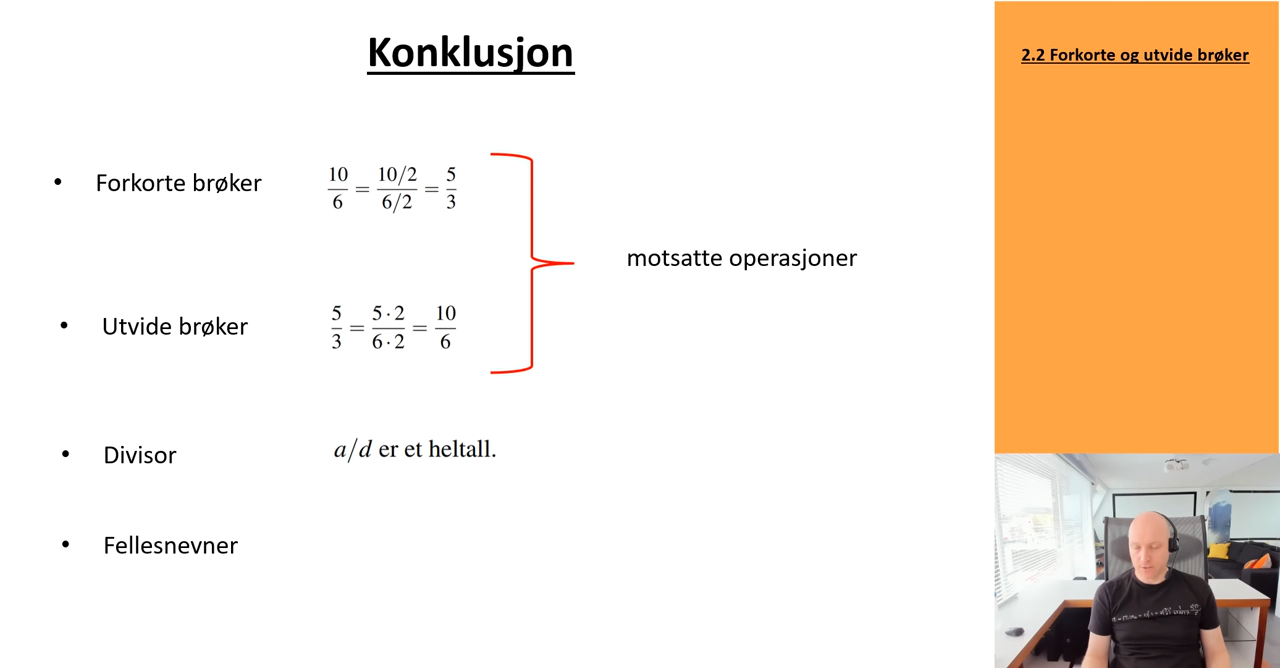 Konklusjon
2.2 Forkorte og utvide brøker
• Forkorte brøker 10/6 = (10/2)/(6/2) = 5/3
motsatte operasjoner
• Utvide brøker 5/3 = (5·2)/(6·2) = 10/6
• Divisor a/d er et heltall.
• Fellesnevner